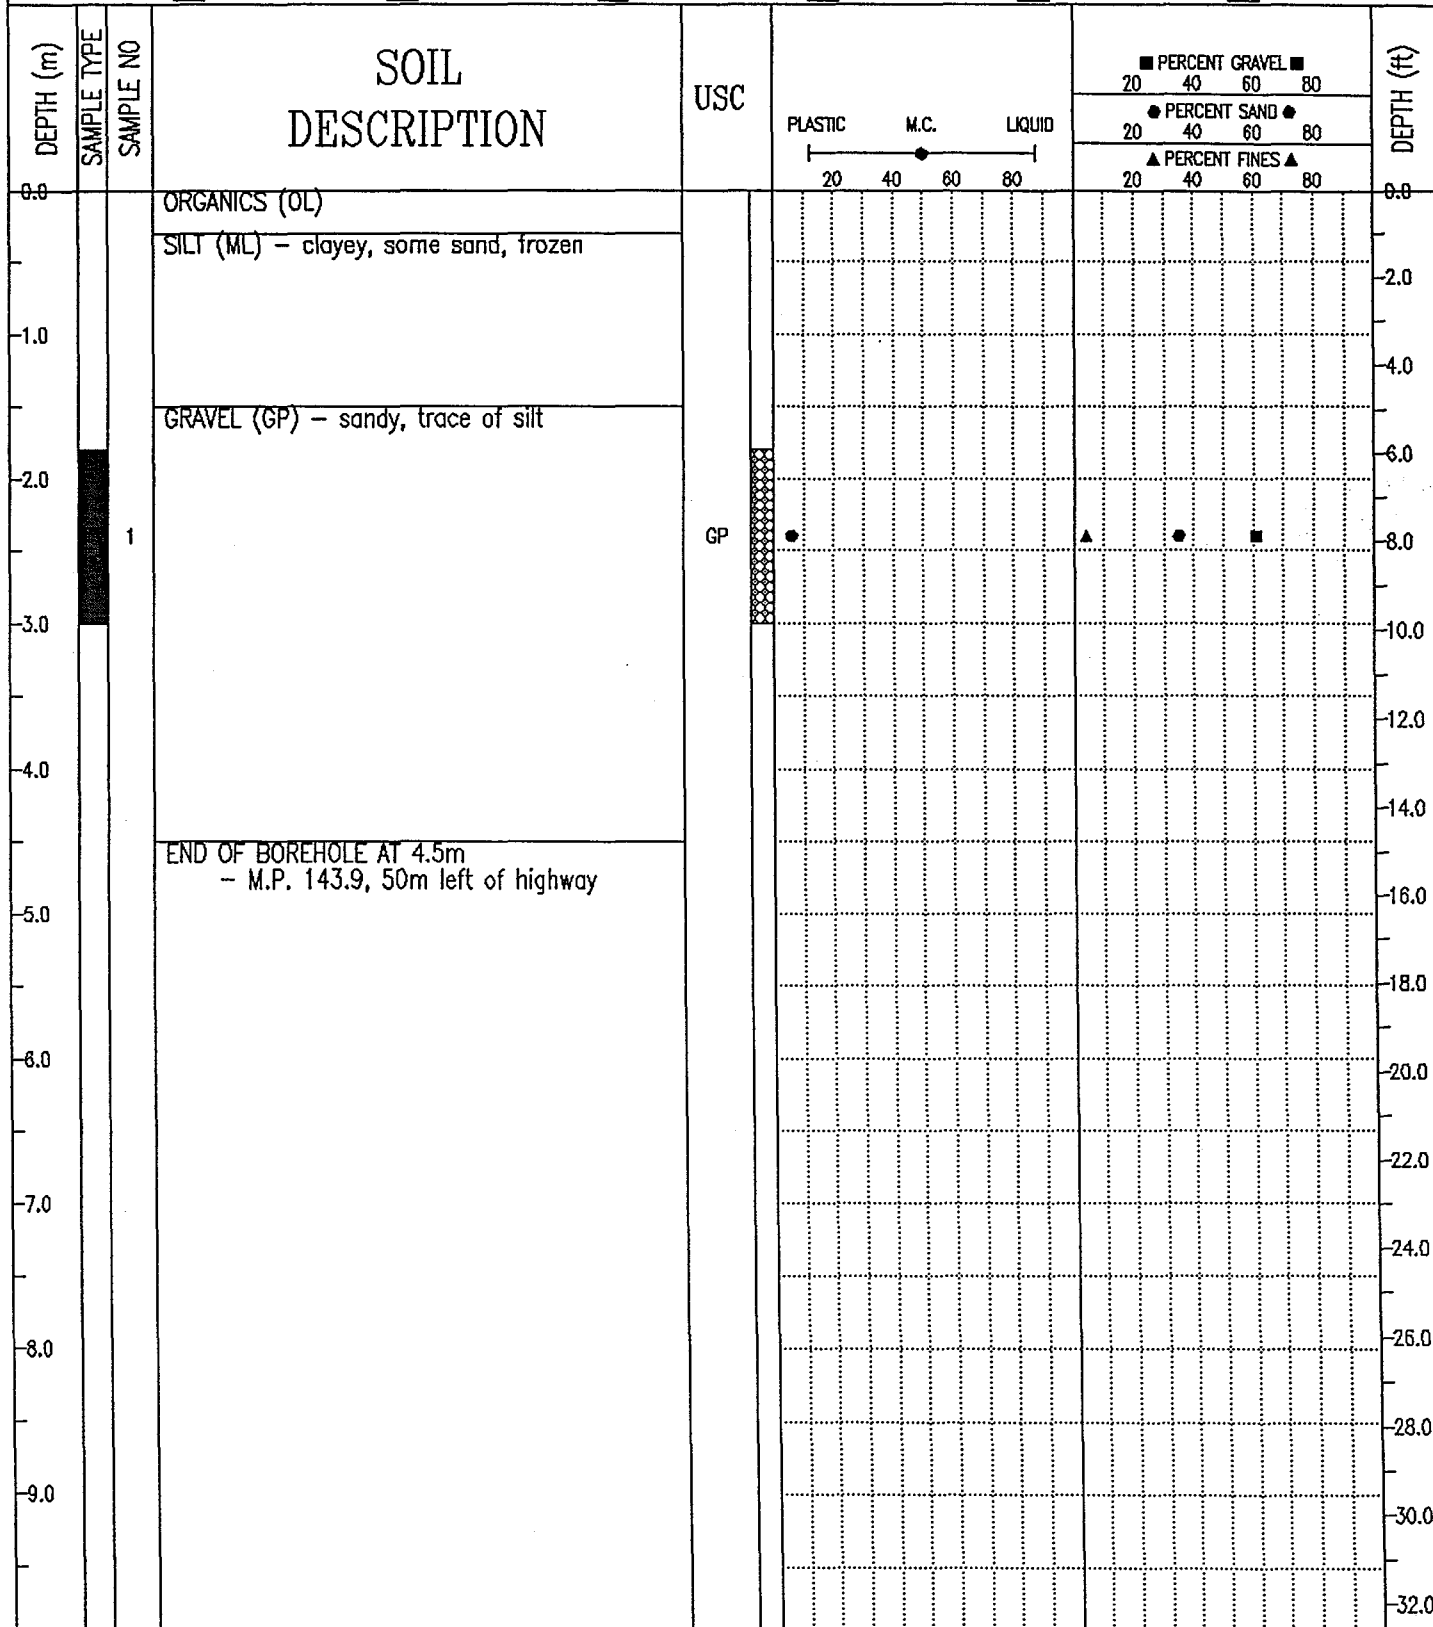 DEPTH (m)
SAMPLE TYPE
SAMPLE NO
SOIL
DESCRIPTION
USC
PLASTIC M.C. LIQUID
20 40 60 80
■ PERCENT GRAVEL ■
20 40 60 80
● PERCENT SAND ●
20 40 60 80
▲ PERCENT FINES ▲
20 40 60 80
DEPTH (ft)
0.0 ORGANICS (OL) 0.0
SILT (ML) – clayey, some sand, frozen
2.0
1.0
4.0
GRAVEL (GP) – sandy, trace of silt
6.0
2.0
1 GP 8.0
3.0 10.0
12.0
4.0
14.0
END OF BOREHOLE AT 4.5m
– M.P. 143.9, 50m left of highway
16.0
5.0
18.0
6.0
20.0
22.0
7.0
24.0
8.0 26.0
28.0
9.0
30.0
32.0